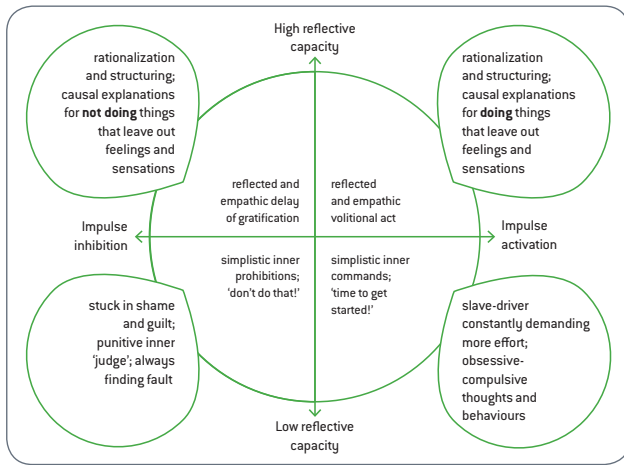 High reflective
capacity
rationalization
and structuring;
causal explanations
for not doing things
that leave out
feelings and
sensations
rationalization
and structuring;
causal explanations
for doing things
that leave out
feelings and
sensations
reflected and
empathic delay
of gratification
reflected
and empathic
volitional act
Impulse
inhibition
Impulse
activation
simplistic inner
prohibitions;
‘don’t do that!’
simplistic inner
commands;
‘time to get
started!’
stuck in shame
and guilt;
punitive inner
‘judge’; always
finding fault
slave-driver
constantly demanding
more effort;
obsessive-
compulsive
thoughts and
behaviours
Low reflective
capacity